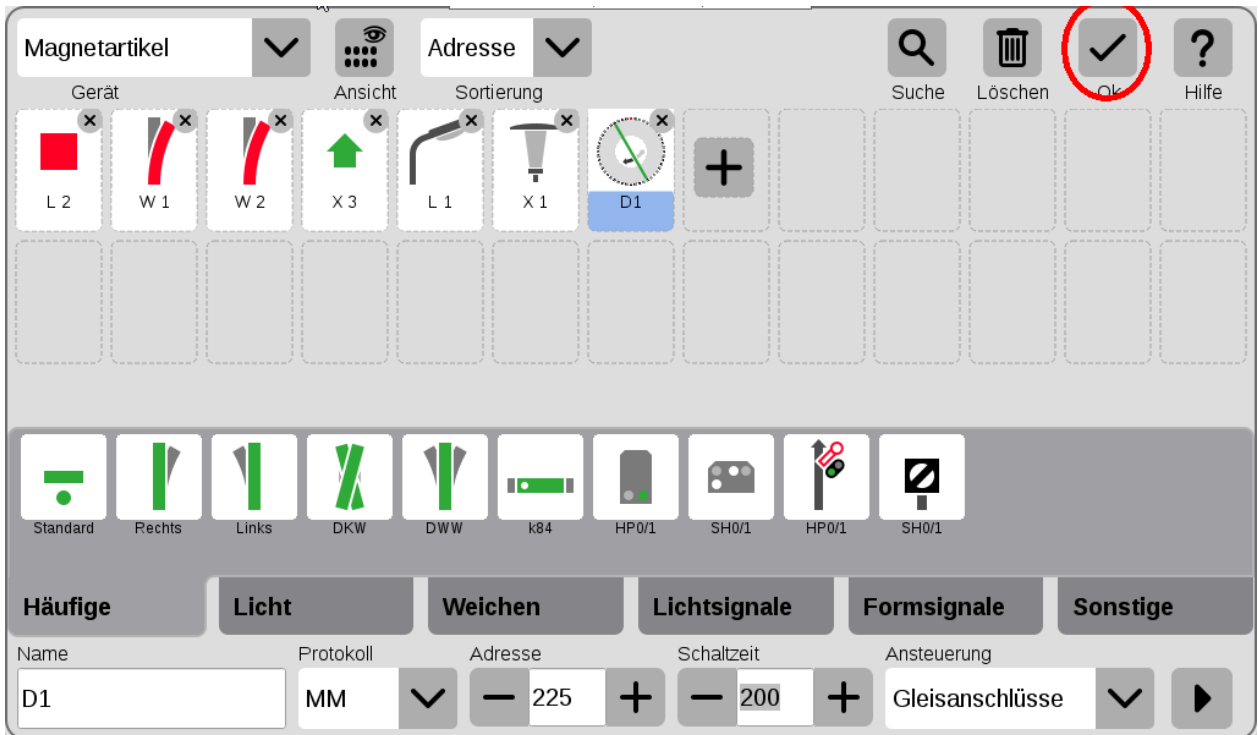 Magnetartikel Adresse
Gerät Ansicht Sortierung Suche Löschen Ok Hilfe
L 2 W 1 W 2 X 3 L 1 X 1 D1
Standard Rechts Links DKW DWW k84 HP0/1 SH0/1 HP0/1 SH0/1
Häufige Licht Weichen Lichtsignale Formsignale Sonstige
Name Protokoll Adresse Schaltzeit Ansteuerung
D1 MM 225 200 Gleisanschlüsse